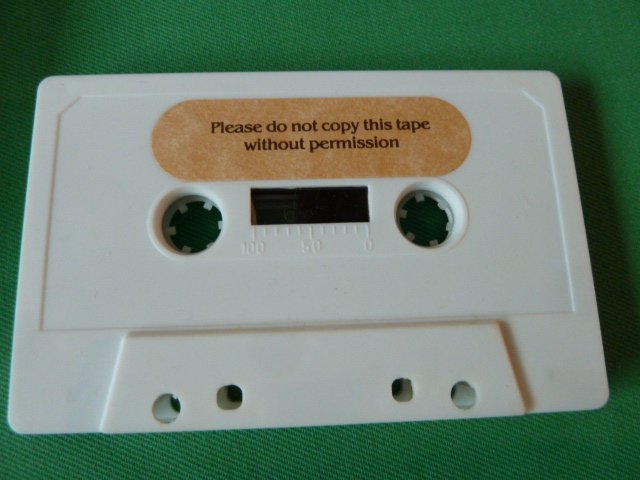 Please do not copy this tape
without permission
100 50 0